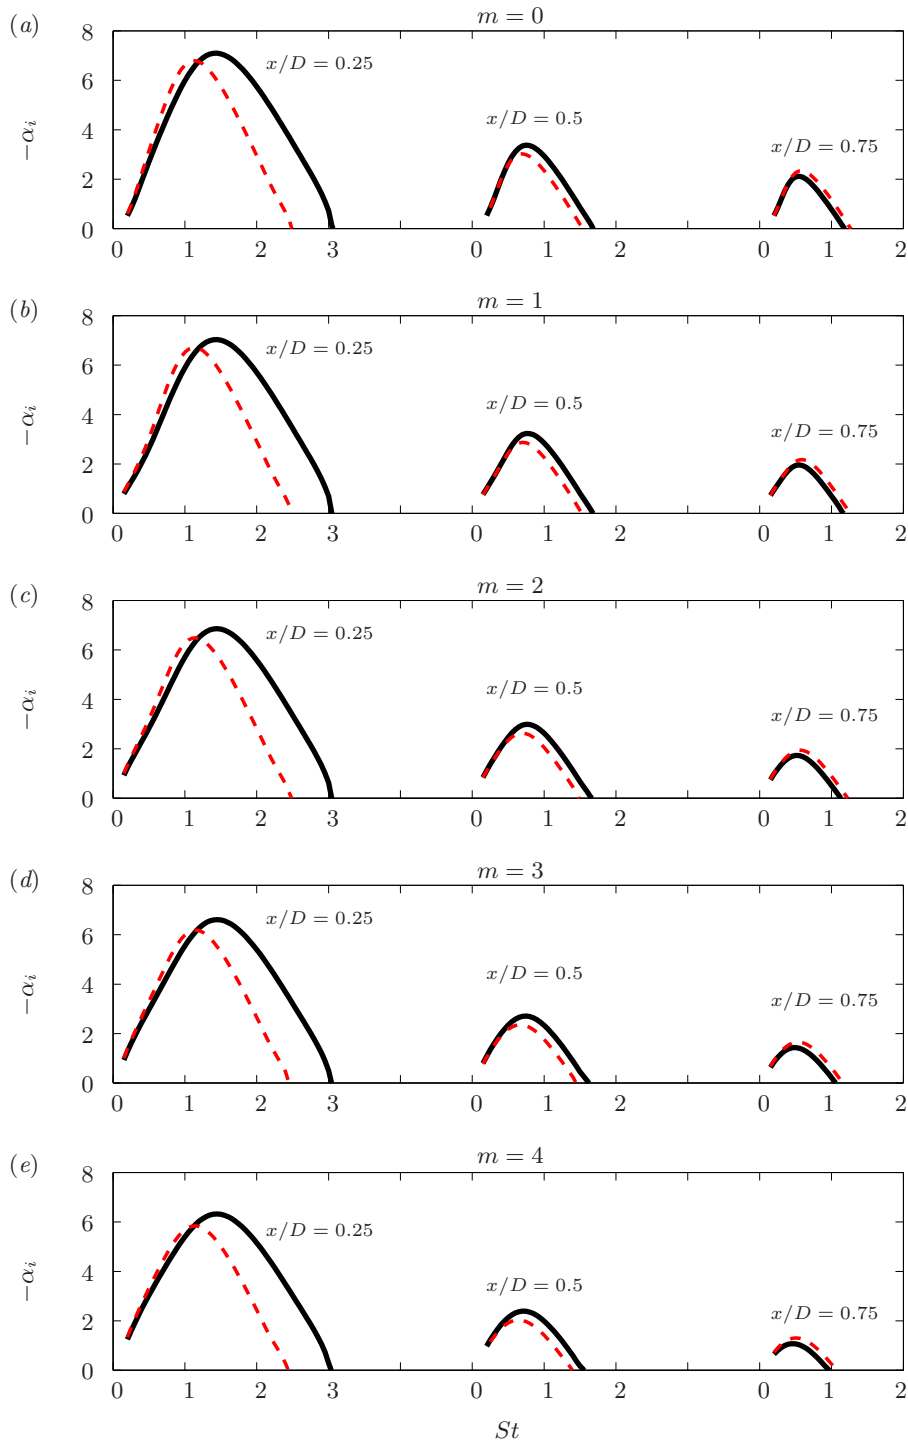 (a) m = 0
8
x/D = 0.25
6
x/D = 0.5
−αi 4
x/D = 0.75
2
0
0 1 2 3 0 1 2 0 1 2
(b) m = 1
8
x/D = 0.25
6
x/D = 0.5
−αi 4
x/D = 0.75
2
0
0 1 2 3 0 1 2 0 1 2
(c) m = 2
8
x/D = 0.25
6
x/D = 0.5
−αi 4
x/D = 0.75
2
0
0 1 2 3 0 1 2 0 1 2
(d) m = 3
8
x/D = 0.25
6
x/D = 0.5
−αi 4
x/D = 0.75
2
0
0 1 2 3 0 1 2 0 1 2
(e) m = 4
8
x/D = 0.25
6
−αi 4
x/D = 0.5
x/D = 0.75
2
0
0 1 2 3 0 1 2 0 1 2
St